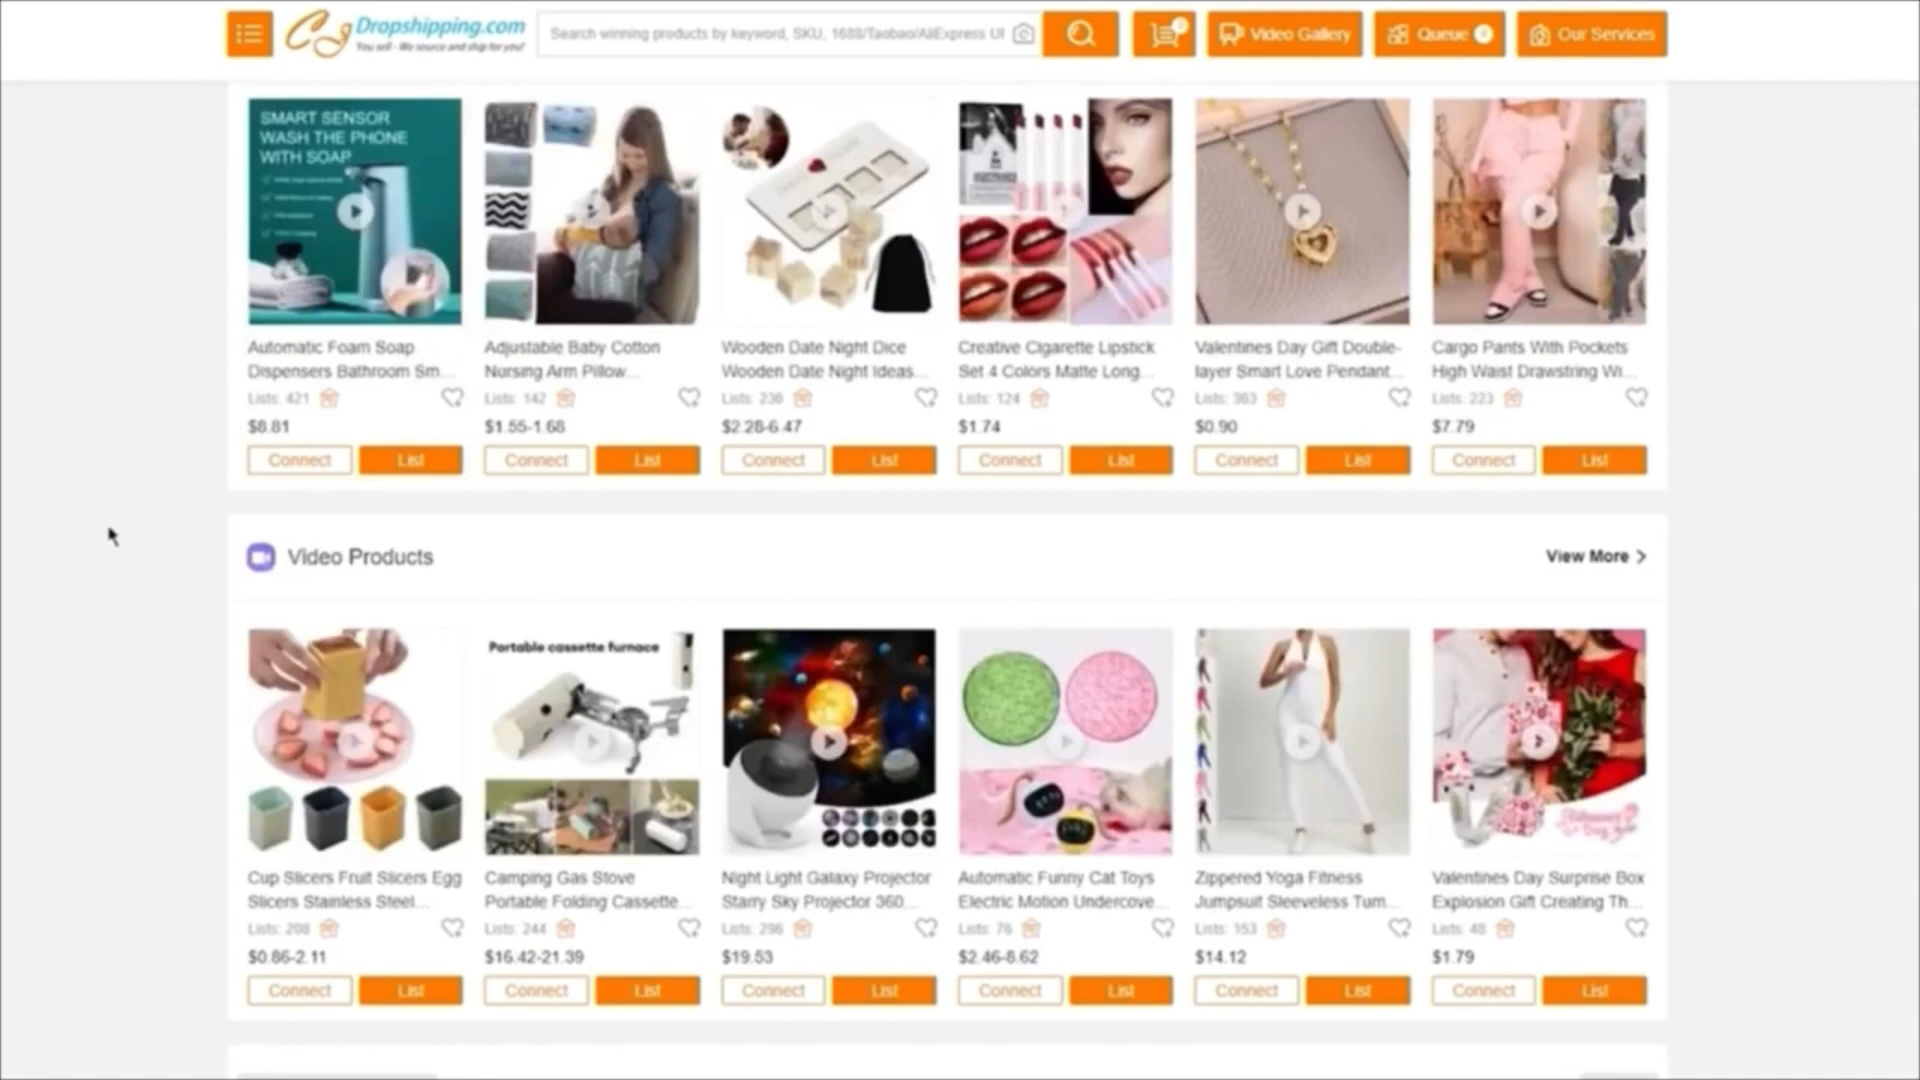 CJ Dropshipping.com
You sell - We source and ship for you!
Search winning products by keyword, SKU, 1688/Taobao/AliExpress Ul
Video Gallery
Queue
Our Services
SMART SENSOR
WASH THE PHONE
WITH SOAP
Automatic Foam Soap
Dispensers Bathroom Sm...
Lists: 421
$8.81
Connect
List
Adjustable Baby Cotton
Nursing Arm Pillow...
Lists: 142
$1.55-1.68
Connect
List
Wooden Date Night Dice
Wooden Date Night Ideas...
Lists: 236
$2.28-6.47
Connect
List
Creative Cigarette Lipstick
Set 4 Colors Matte Long...
Lists: 124
$1.74
Connect
List
Valentines Day Gift Double-
layer Smart Love Pendant...
Lists: 363
$0.90
Connect
List
Cargo Pants With Pockets
High Waist Drawstring Wi...
Lists: 223
$7.79
Connect
List
Video Products
View More >
Portable cassette furnace
Cup Slicers Fruit Slicers Egg
Slicers Stainless Steel...
Lists: 208
$0.86-2.11
Connect
List
Camping Gas Stove
Portable Folding Cassette...
Lists: 244
$16.42-21.39
Connect
List
Night Light Galaxy Projector
Starry Sky Projector 360...
Lists: 296
$19.53
Connect
List
Automatic Funny Cat Toys
Electric Motion Undercove...
Lists: 76
$2.46-8.62
Connect
List
Zippered Yoga Fitness
Jumpsuit Sleeveless Tum...
Lists: 153
$14.12
Connect
List
Valentines Day Surprise Box
Explosion Gift Creating Th...
Lists: 48
$1.79
Connect
List